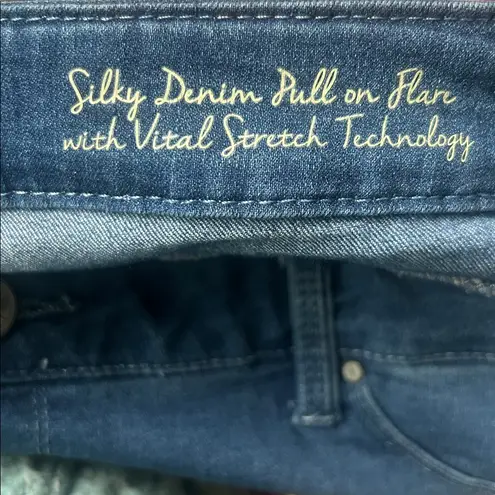 Silky Denim Pull on Flare
with Vital Stretch Technology